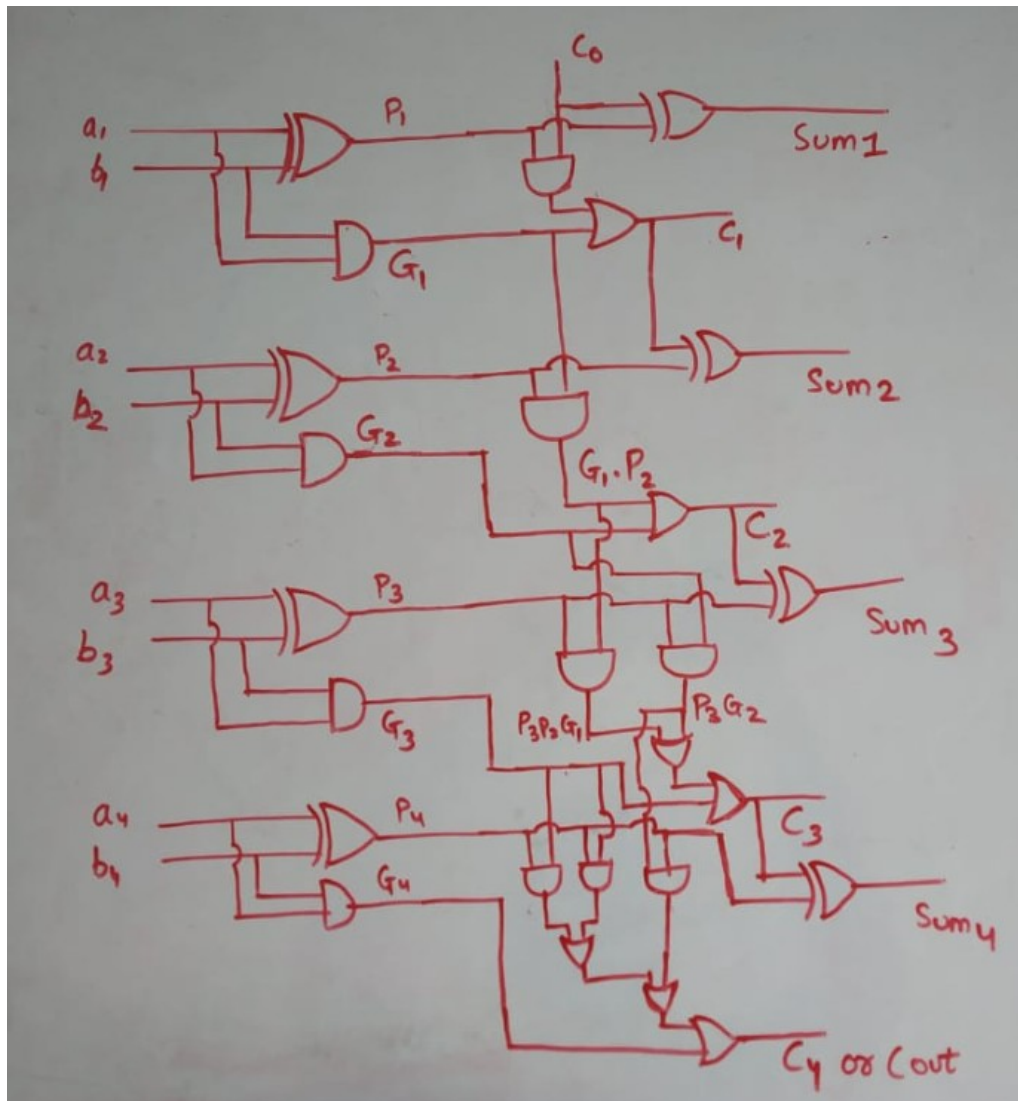 C₀
a₁
P₁
Sum1
b₁
G₁
C₁
a₂
P₂
Sum2
b₂
G₂
G₁.P₂
C₂
a₃
P₃
Sum₃
b₃
G₃
P₃P₂G₁
P₃G₂
a₄
P₄
C₃
b₄
G₄
Sum₄
C₄ or Cout